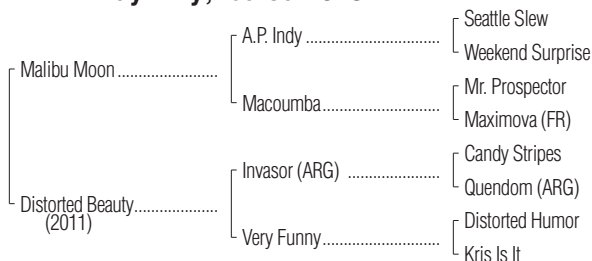 Seattle Slew
A.P. Indy
Weekend Surprise
Malibu Moon
Mr. Prospector
Macoumba
Maximova (FR)
Candy Stripes
Invasor (ARG)
Quendom (ARG)
Distorted Beauty
(2011)
Distorted Humor
Very Funny
Kris Is It